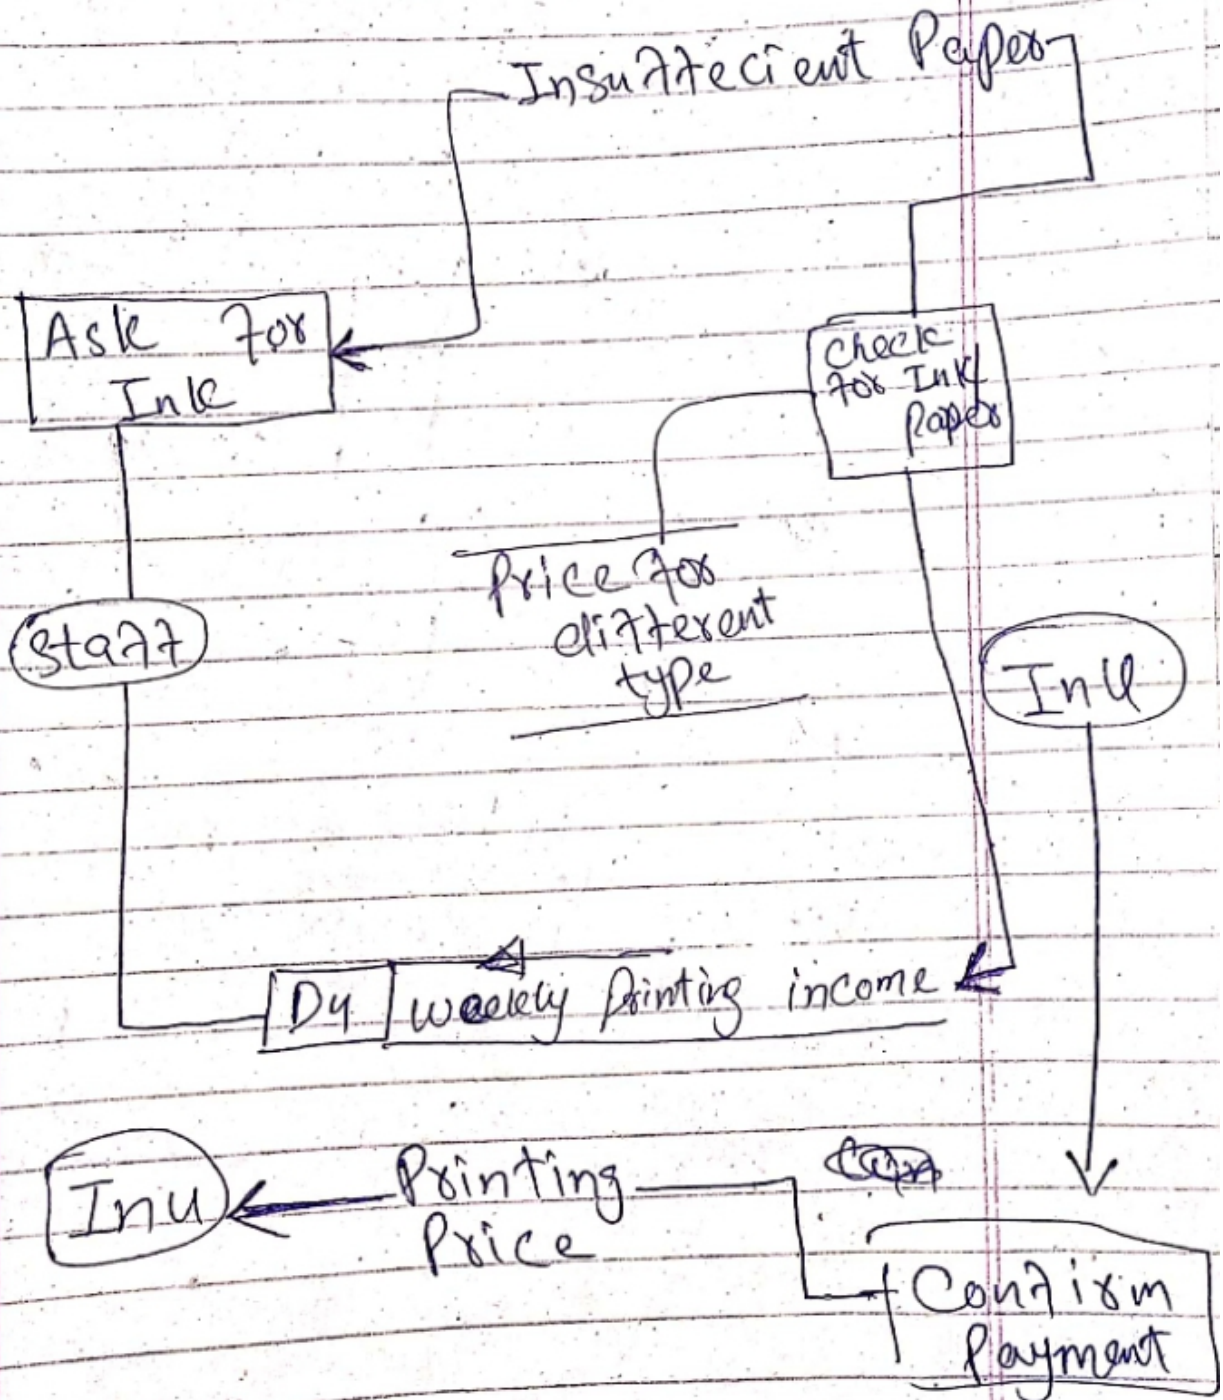 Insuffecient Paper
Ask for
Ink
Check
for Ink/
Paper
Price for
different
type
Staff
Inu
D4 weekly Printing income
Inu
Printing
Price
Confirm
Payment